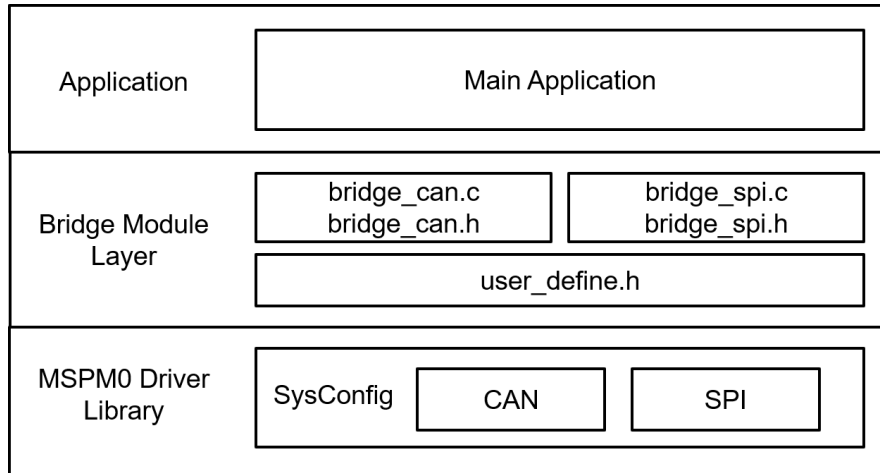 Application
Main Application
Bridge Module
Layer
bridge_can.c
bridge_can.h
bridge_spi.c
bridge_spi.h
user_define.h
MSPM0 Driver
Library
SysConfig
CAN
SPI